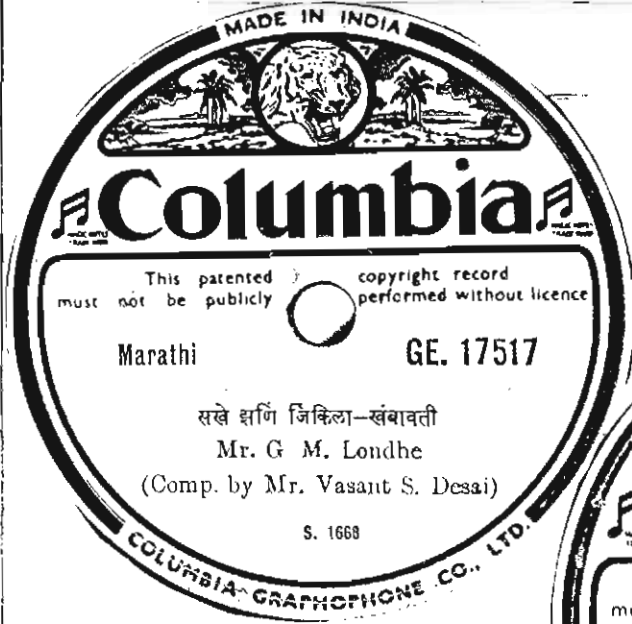 MADE IN INDIA
Columbia
This patented copyright record
must not be publicly performed without licence
Marathi GE. 17517
सखे झणिं जिंकिला–खंबावती
Mr. G M. Londhe
(Comp. by Mr. Vasant S. Desai)
S. 1668
COLUMBIA GRAPHOPHONE CO., LTD.